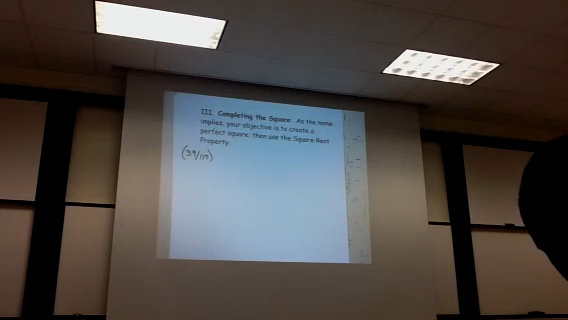 III. Completing the Square: As the name
implies, your objective is to create a
perfect square, then use the Square Root
Property.
(39/117)